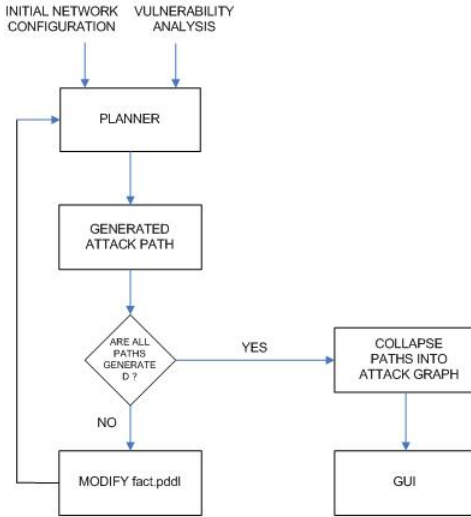 INITIAL NETWORK
CONFIGURATION
VULNERABILITY
ANALYSIS
PLANNER
GENERATED
ATTACK PATH
ARE ALL
PATHS
GENERATE
D ?
YES
COLLAPSE
PATHS INTO
ATTACK GRAPH
NO
MODIFY fact.pddl
GUI